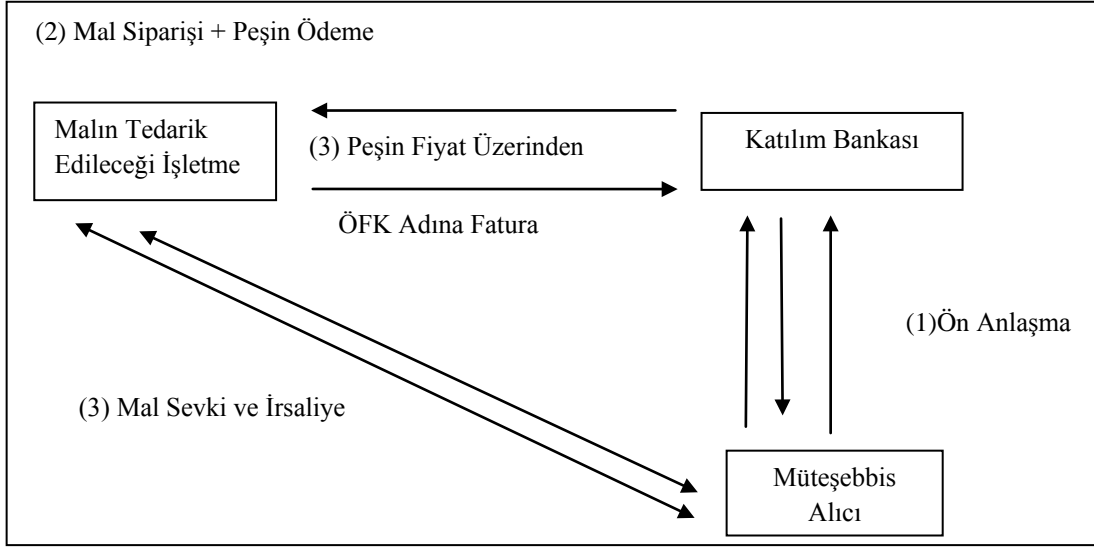 (2) Mal Siparişi + Peşin Ödeme
Malın Tedarik
Edileceği İşletme
(3) Peşin Fiyat Üzerinden
ÖFK Adına Fatura
Katılım Bankası
(1)Ön Anlaşma
(3) Mal Sevki ve İrsaliye
Müteşebbis
Alıcı